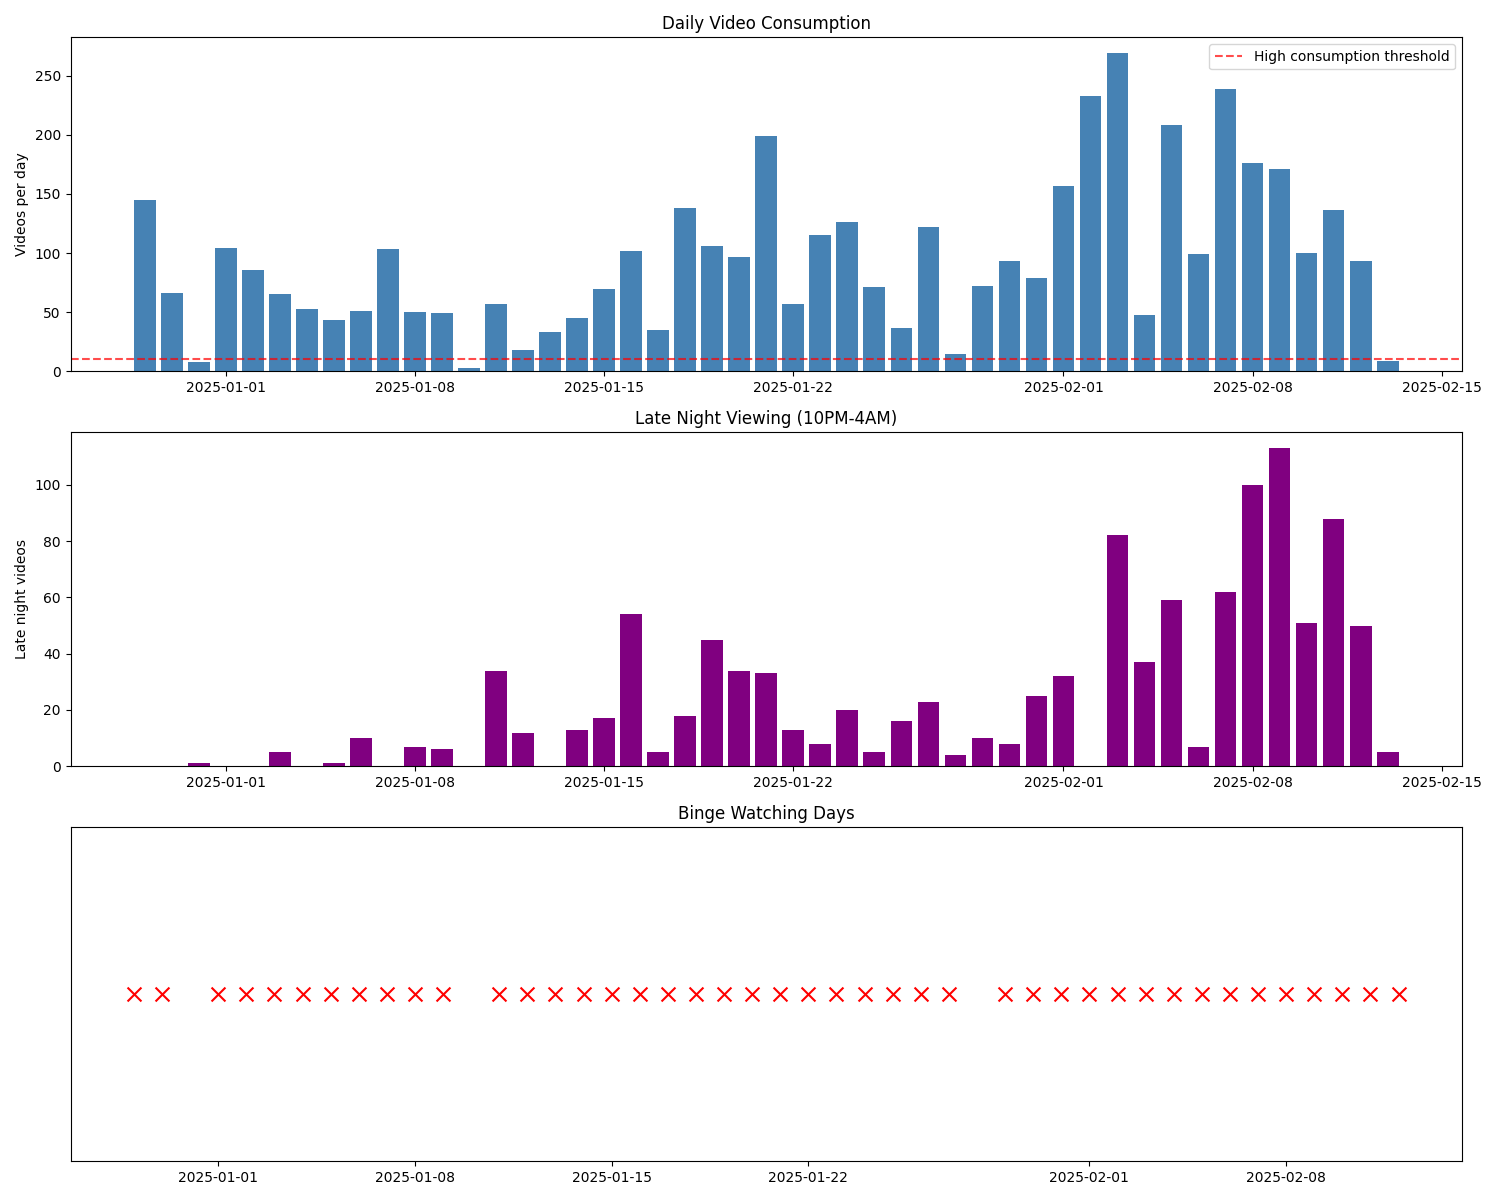 Daily Video Consumption
High consumption threshold
Videos per day
250
200
150
100
50
0
2025-01-01 2025-01-08 2025-01-15 2025-01-22 2025-02-01 2025-02-08 2025-02-15
Late Night Viewing (10PM-4AM)
Late night videos
100
80
60
40
20
0
2025-01-01 2025-01-08 2025-01-15 2025-01-22 2025-02-01 2025-02-08 2025-02-15
Binge Watching Days
2025-01-01 2025-01-08 2025-01-15 2025-01-22 2025-02-01 2025-02-08